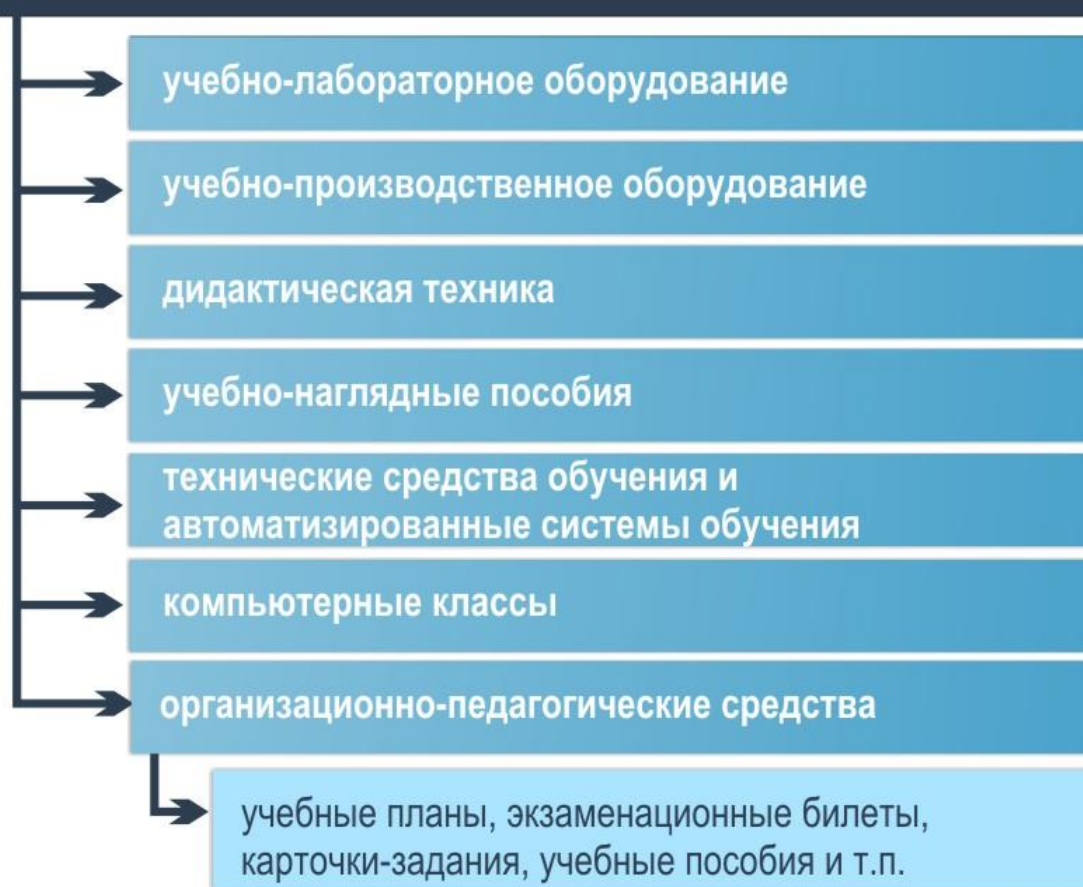 учебно-лабораторное оборудование
учебно-производственное оборудование
дидактическая техника
учебно-наглядные пособия
технические средства обучения и
автоматизированные системы обучения
компьютерные классы
организационно-педагогические средства
учебные планы, экзаменационные билеты,
карточки-задания, учебные пособия и т.п.